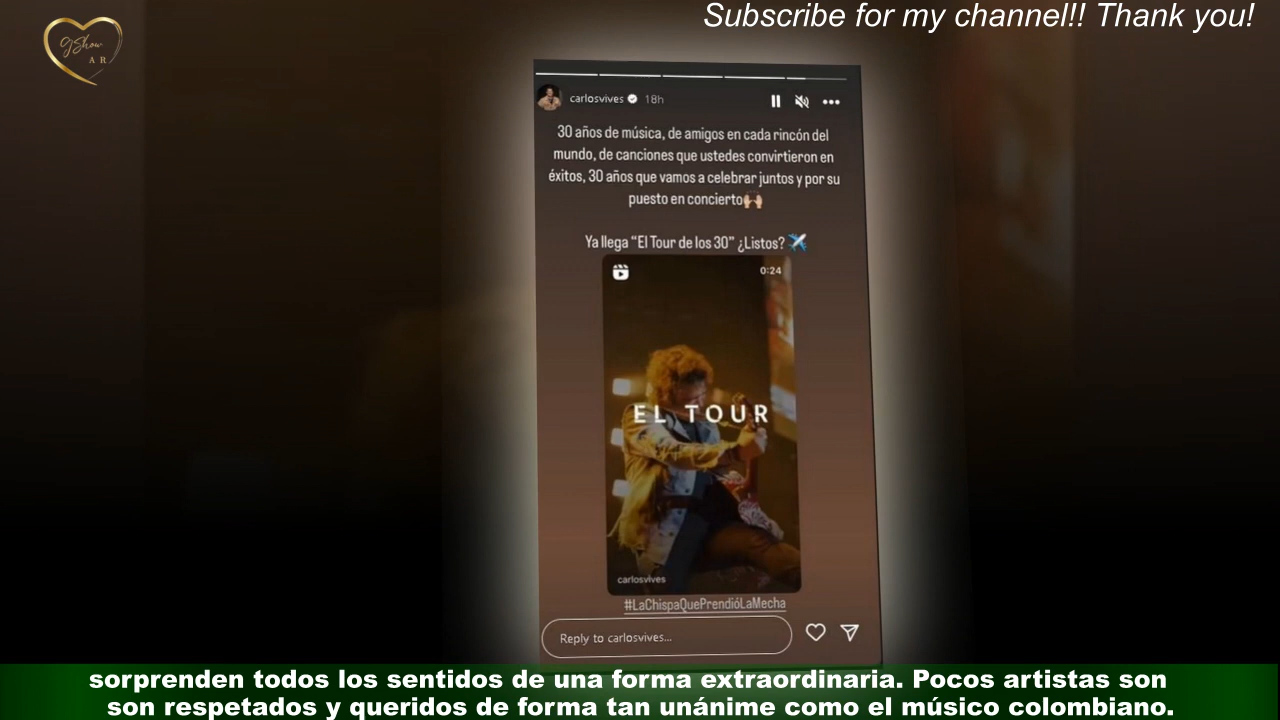 Subscribe for my channel!! Thank you!
gShow
AR
carlosvives 18h
30 años de música, de amigos en cada rincón del
mundo, de canciones que ustedes convirtieron en
éxitos, 30 años que vamos a celebrar juntos y por su
puesto en concierto🙌🏼
Ya llega “El Tour de los 30” ¿Listos? ✈️
0:24
EL TOUR
carlosvives
#LaChispaQuePrendióLaMecha
Reply to carlosvives...
sorprenden todos los sentidos de una forma extraordinaria. Pocos artistas son
son respetados y queridos de forma tan unánime como el músico colombiano.